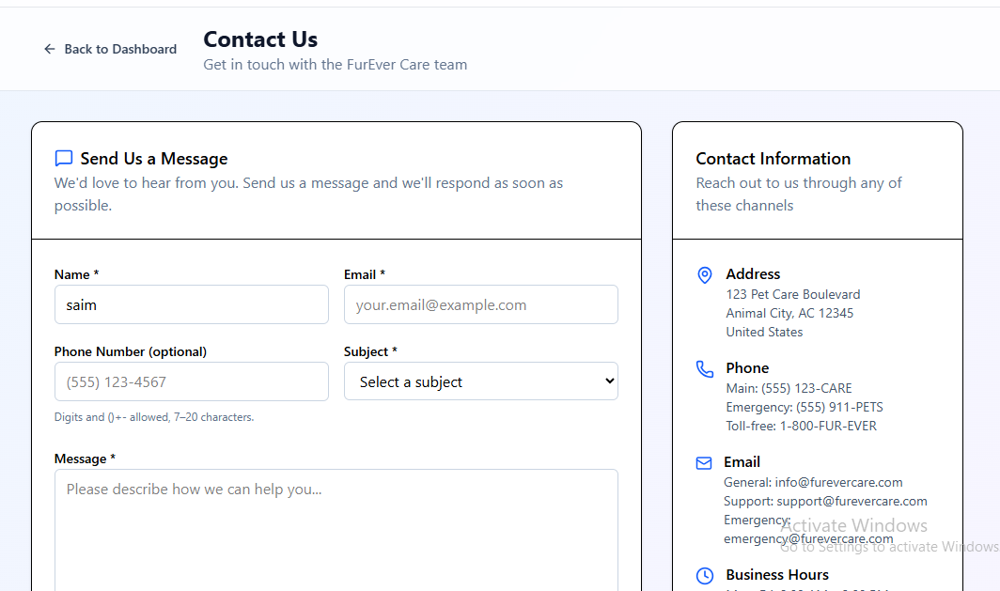 Back to Dashboard
Contact Us
Get in touch with the FurEver Care team
Send Us a Message
We'd love to hear from you. Send us a message and we'll respond as soon as
possible.
Name *
saim
Email *
your.email@example.com
Phone Number (optional)
(555) 123-4567
Digits and ()+- allowed, 7–20 characters.
Subject *
Select a subject
Message *
Please describe how we can help you...
Contact Information
Reach out to us through any of
these channels
Address
123 Pet Care Boulevard
Animal City, AC 12345
United States
Phone
Main: (555) 123-CARE
Emergency: (555) 911-PETS
Toll-free: 1-800-FUR-EVER
Email
General: info@furevercare.com
Support: support@furevercare.com
Emergency:
emergency@furevercare.com
Activate Windows
Go to Settings to activate Windows
Business Hours